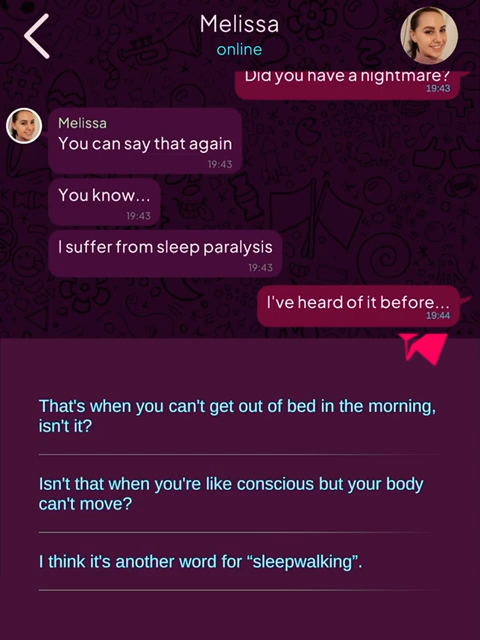 Melissa
online
Did you have a nightmare?
19:43
Melissa
You can say that again
19:43
You know...
19:43
I suffer from sleep paralysis
19:43
I've heard of it before...
19:44
That's when you can't get out of bed in the morning,
isn't it?
Isn't that when you're like conscious but your body
can't move?
I think it's another word for “sleepwalking”.